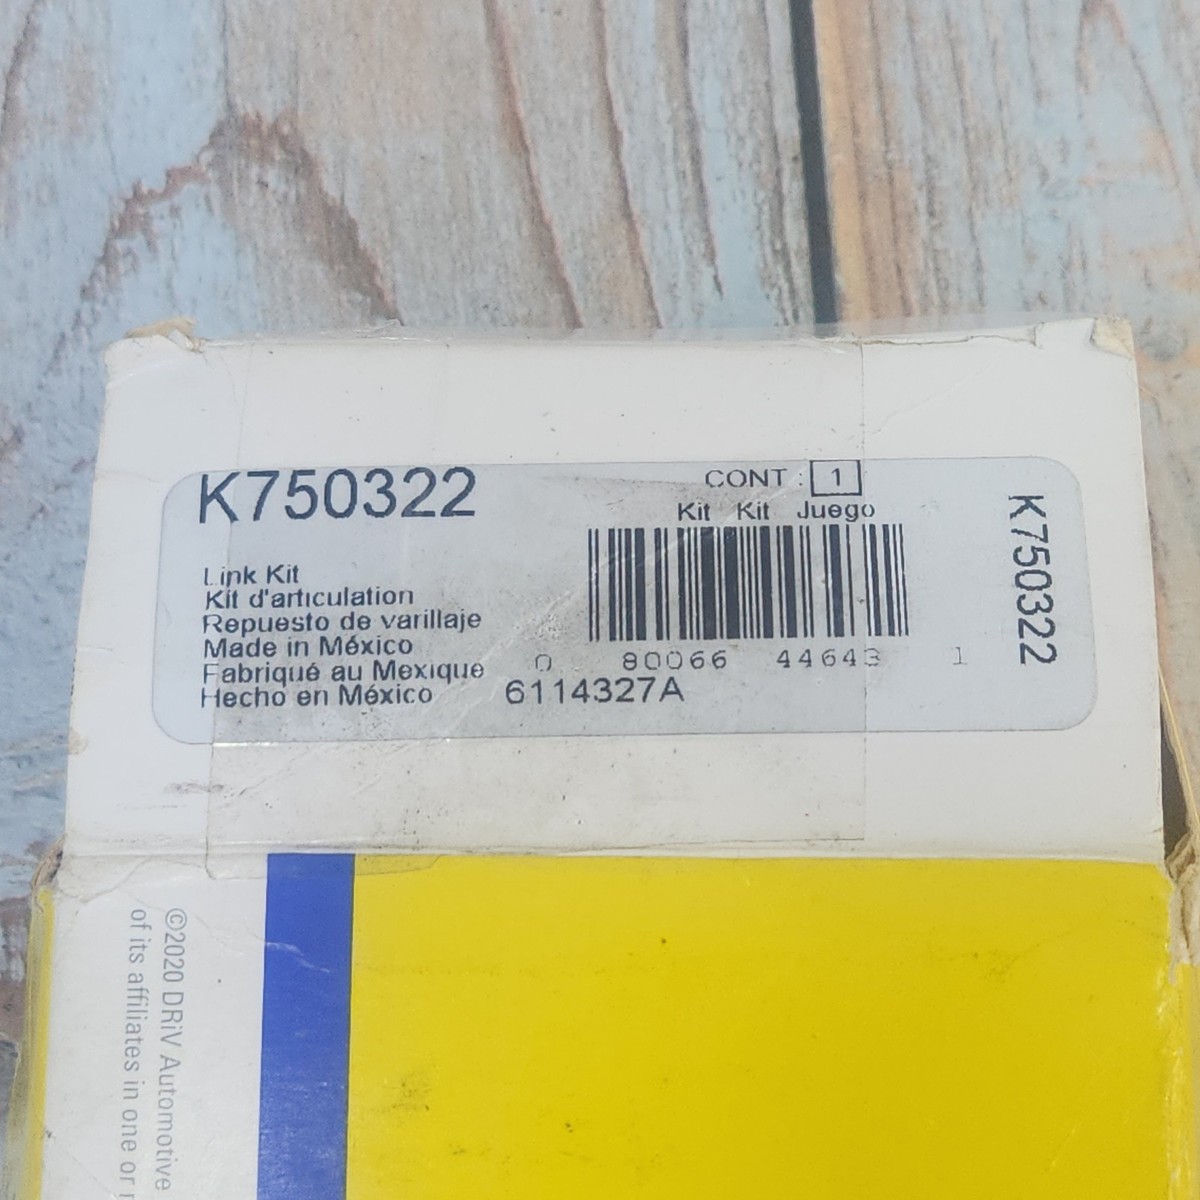 K750322
CONT : 1
Kit Kit Juego
Link Kit
Kit d'articulation
Repuesto de varillaje
Made in México
Fabriqué au Mexique
Hecho en México
0 80066 44643 1
6114327A
K750322
©2020 DRiV Automotive
of its affiliates in one or